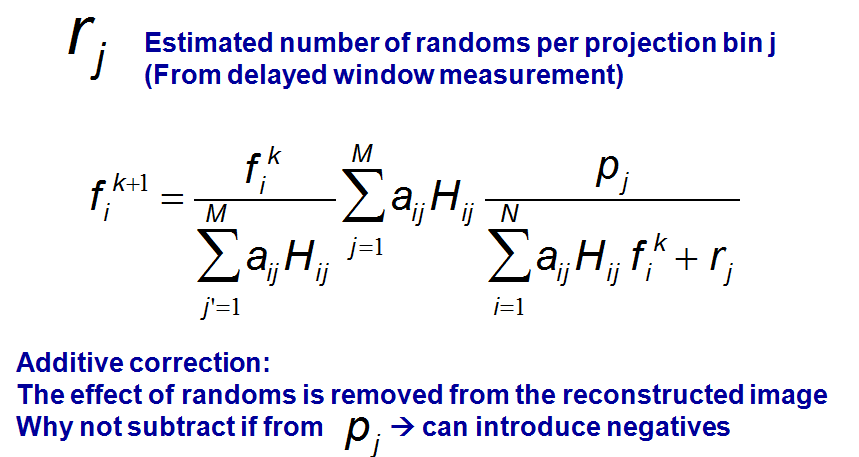 r_j Estimated number of randoms per projection bin j
(From delayed window measurement)
f_i^{k+1} = \frac{f_i^k}{\sum_{j'=1}^{M} a_{ij} H_{ij}} \sum_{j=1}^{M} a_{ij} H_{ij} \frac{p_j}{\sum_{i=1}^{N} a_{ij} H_{ij} f_i^k + r_j}
Additive correction:
The effect of randoms is removed from the reconstructed image
Why not subtract if from p_j → can introduce negatives